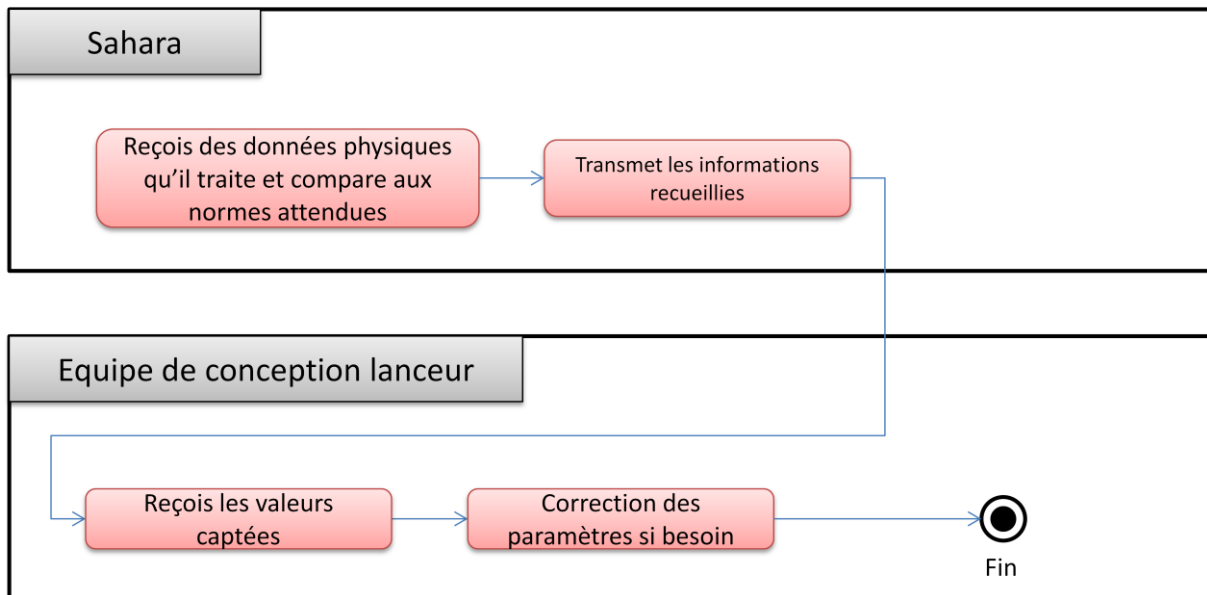 Sahara
Reçois des données physiques
qu’il traite et compare aux
normes attendues
Transmet les informations
recueillies
Equipe de conception lanceur
Reçois les valeurs
captées
Correction des
paramètres si besoin
Fin